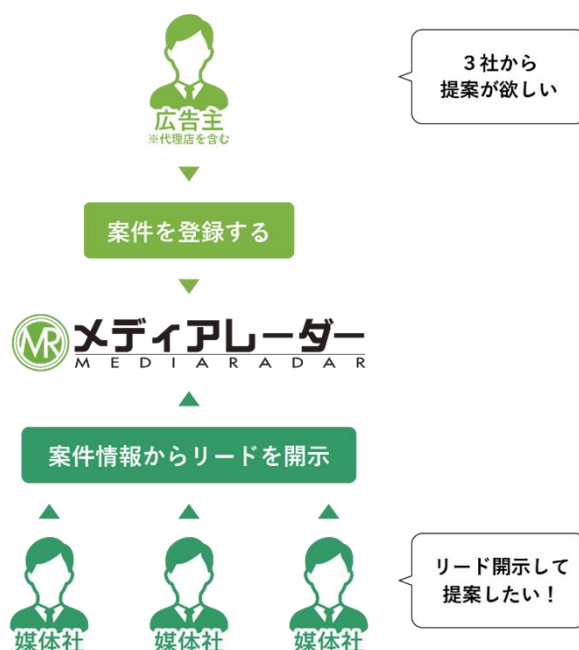 3社から
提案が欲しい
広告主
※代理店を含む
案件を登録する
MR メディアレーダー
MEDIARADAR
案件情報からリードを開示
リード開示して
提案したい！
媒体社 媒体社 媒体社